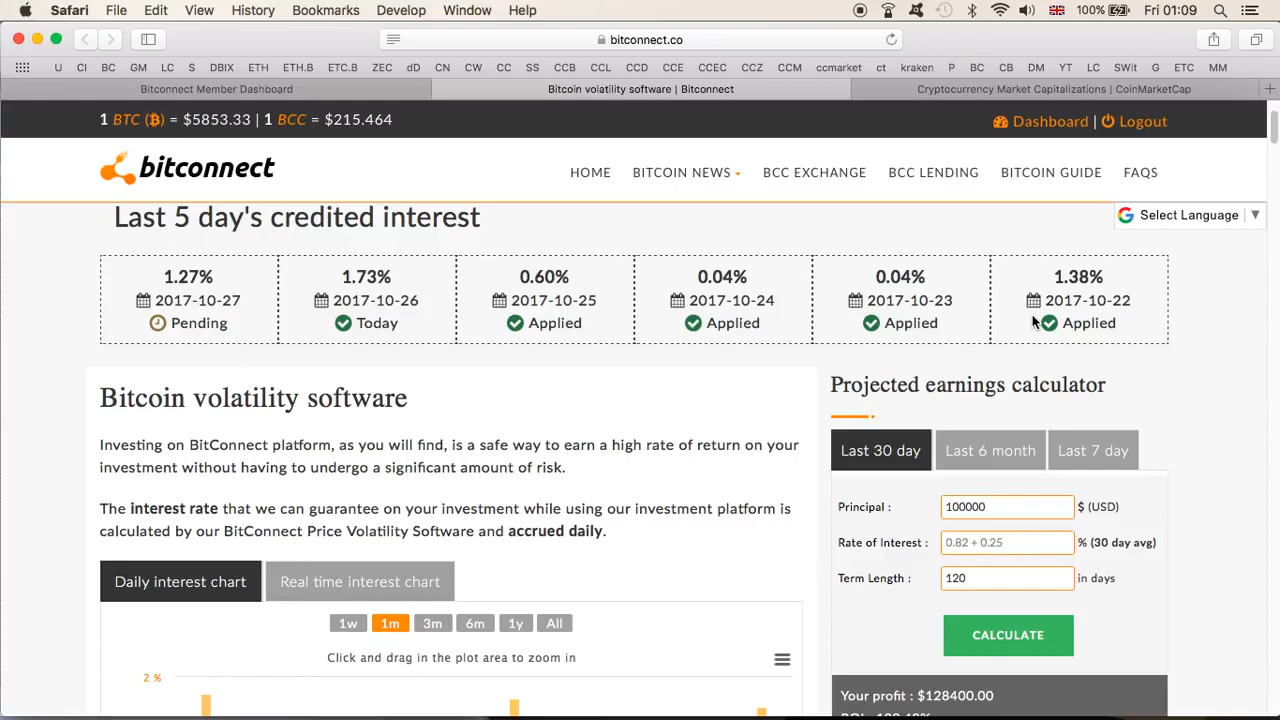 Safari File Edit View History Bookmarks Develop Window Help 100% Fri 01:09
bitconnect.co
U CI BC GM LC S DBIX ETH ETH.B ETC.B ZEC dD CN CW CC SS CCB CCL CCD CCE CCEC CCZ CCM ccmarket ct kraken P BC CB DM YT LC SWit G ETC MM
Bitconnect Member Dashboard Bitcoin volatility software | Bitconnect Cryptocurrency Market Capitalizations | CoinMarketCap
1 BTC (₿) = $5853.33 | 1 BCC = $215.464 Dashboard | Logout
bitconnect HOME BITCOIN NEWS BCC EXCHANGE BCC LENDING BITCOIN GUIDE FAQS
Last 5 day's credited interest G Select Language ▼
1.27% 1.73% 0.60% 0.04% 0.04% 1.38%
2017-10-27 2017-10-26 2017-10-25 2017-10-24 2017-10-23 2017-10-22
Pending Today Applied Applied Applied Applied
Bitcoin volatility software
Investing on BitConnect platform, as you will find, is a safe way to earn a high rate of return on your
investment without having to undergo a significant amount of risk.
The interest rate that we can guarantee on your investment while using our investment platform is
calculated by our BitConnect Price Volatility Software and accrued daily.
Daily interest chart Real time interest chart
1w 1m 3m 6m 1y All
Click and drag in the plot area to zoom in
2 %
Projected earnings calculator
Last 30 day Last 6 month Last 7 day
Principal : 100000 $ (USD)
Rate of Interest : 0.82 + 0.25 % (30 day avg)
Term Length : 120 in days
CALCULATE
Your profit : $128400.00